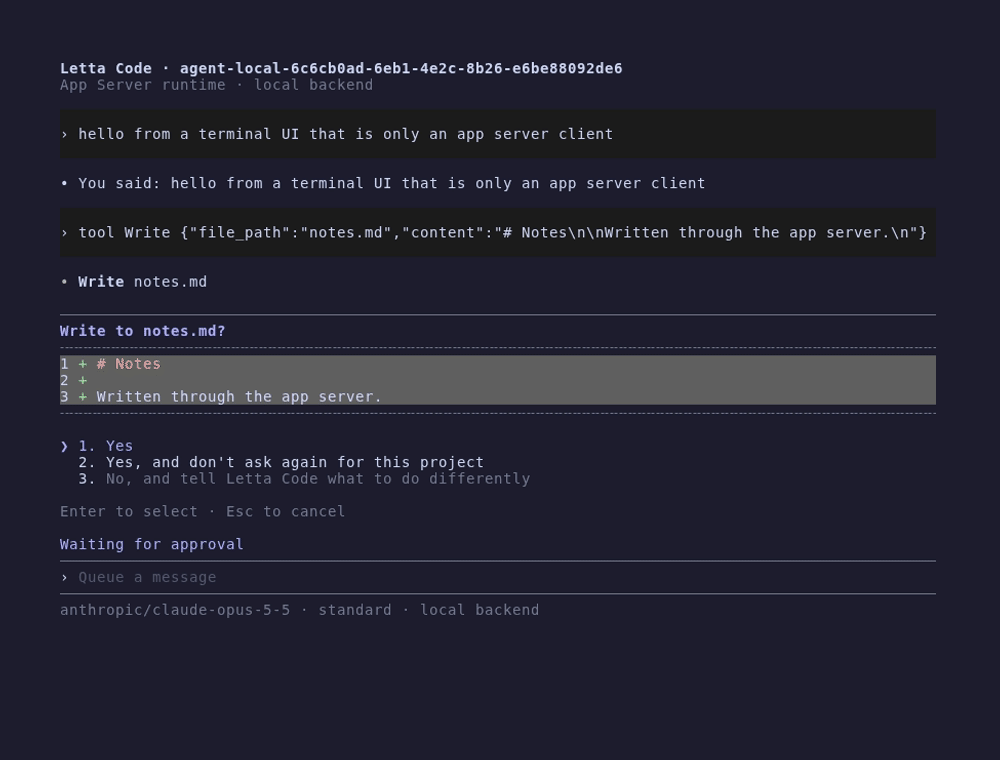 Letta Code · agent-local-6c6cb0ad-6eb1-4e2c-8b26-e6be88092de6
App Server runtime · local backend
› hello from a terminal UI that is only an app server client
• You said: hello from a terminal UI that is only an app server client
› tool Write {"file_path":"notes.md","content":"# Notes\n\nWritten through the app server.\n"}
• Write notes.md
Write to notes.md?
1 + # Notes
2 +
3 + Written through the app server.
❯ 1. Yes
2. Yes, and don't ask again for this project
3. No, and tell Letta Code what to do differently
Enter to select · Esc to cancel
Waiting for approval
› Queue a message
anthropic/claude-opus-5-5 · standard · local backend